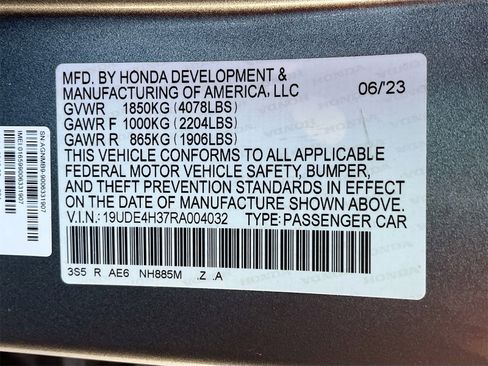 MFD. BY HONDA DEVELOPMENT &
MANUFACTURING OF AMERICA, LLC 06/'23
GVWR 1850KG (4078LBS)
GAWR F 1000KG (2204LBS)
GAWR R 865KG (1906LBS)
THIS VEHICLE CONFORMS TO ALL APPLICABLE
FEDERAL MOTOR VEHICLE SAFETY, BUMPER,
AND THEFT PREVENTION STANDARDS IN EFFECT
ON THE DATE OF MANUFACTURE SHOWN ABOVE.
V.I.N.: 19UDE4H37RA004032 TYPE: PASSENGER CAR
3S5 R AE6 NH885M .Z .A